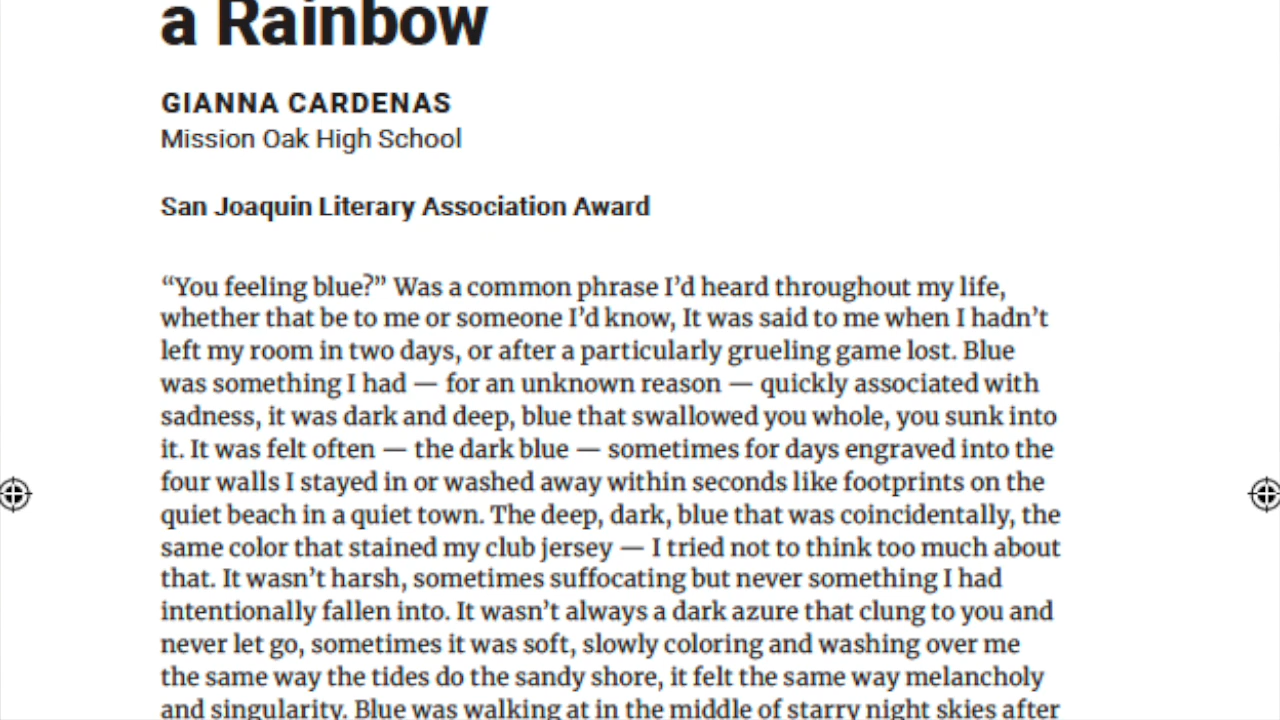 a Rainbow
GIANNA CARDENAS
Mission Oak High School
San Joaquin Literary Association Award
“You feeling blue?” Was a common phrase I’d heard throughout my life,
whether that be to me or someone I’d know, It was said to me when I hadn’t
left my room in two days, or after a particularly grueling game lost. Blue
was something I had — for an unknown reason — quickly associated with
sadness, it was dark and deep, blue that swallowed you whole, you sunk into
it. It was felt often — the dark blue — sometimes for days engraved into the
four walls I stayed in or washed away within seconds like footprints on the
quiet beach in a quiet town. The deep, dark, blue that was coincidentally, the
same color that stained my club jersey — I tried not to think too much about
that. It wasn’t harsh, sometimes suffocating but never something I had
intentionally fallen into. It wasn’t always a dark azure that clung to you and
never let go, sometimes it was soft, slowly coloring and washing over me
the same way the tides do the sandy shore, it felt the same way melancholy
and singularity. Blue was walking at in the middle of starry night skies after